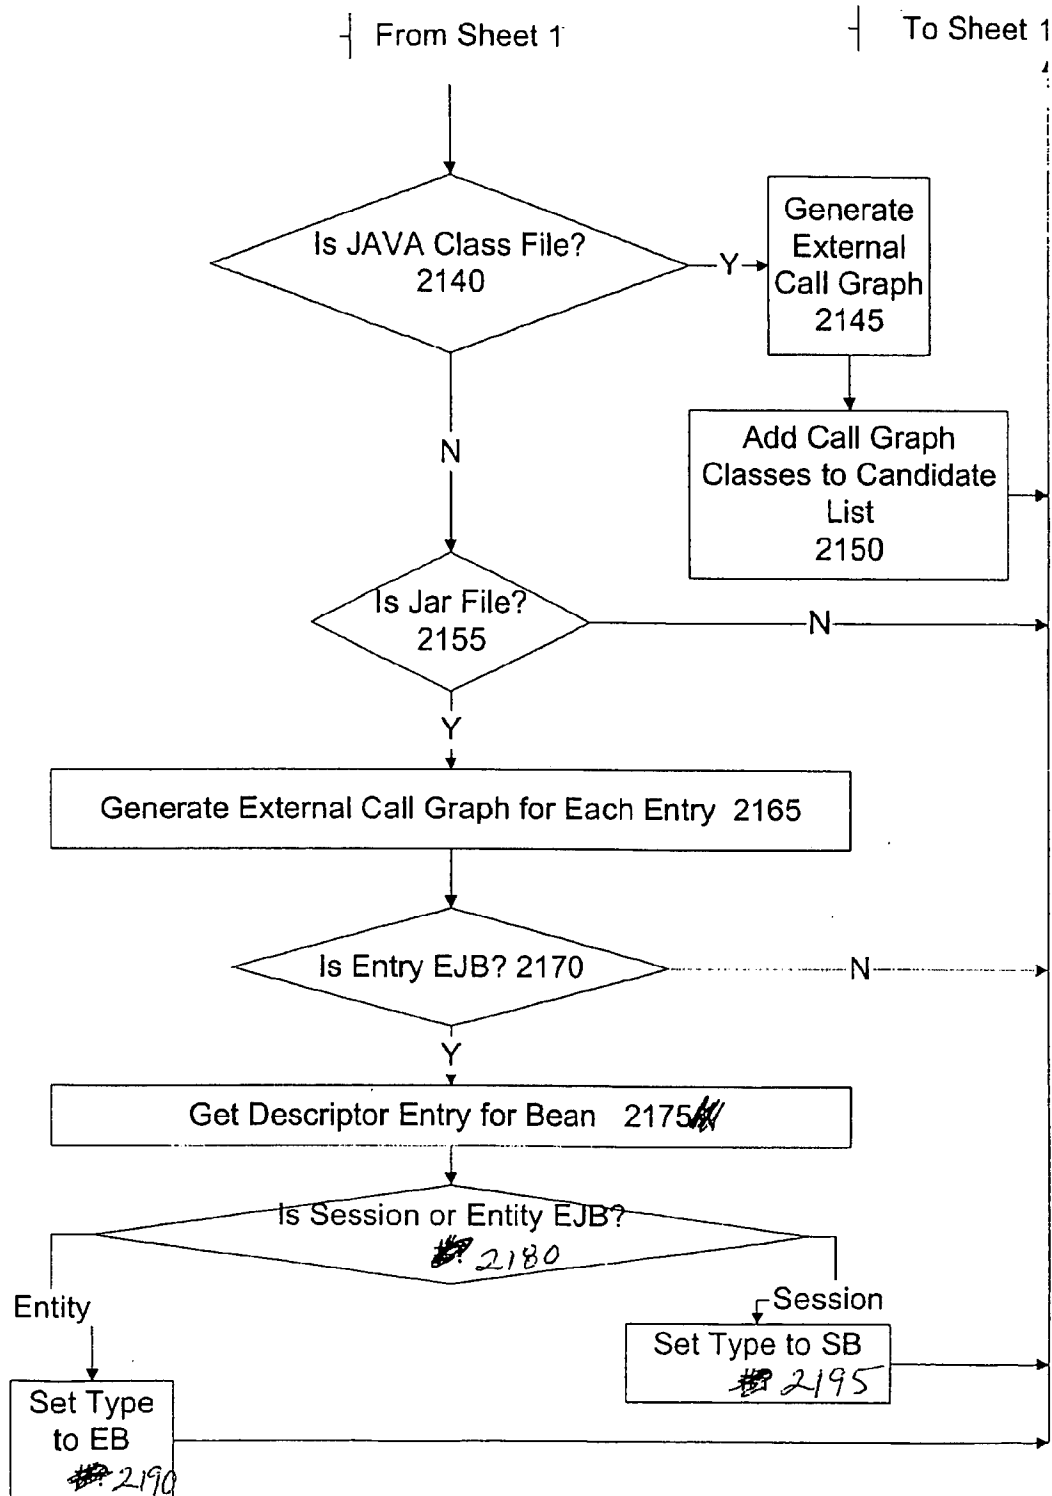 From Sheet 1
To Sheet 1
Is JAVA Class File?
2140
Y
Generate
External
Call Graph
2145
N
Add Call Graph
Classes to Candidate
List
2150
Is Jar File?
2155
N
Y
Generate External Call Graph for Each Entry 2165
Is Entry EJB? 2170
N
Y
Get Descriptor Entry for Bean 2175
Is Session or Entity EJB?
2180
Entity
Session
Set Type to SB
2195
Set Type
to EB
2190